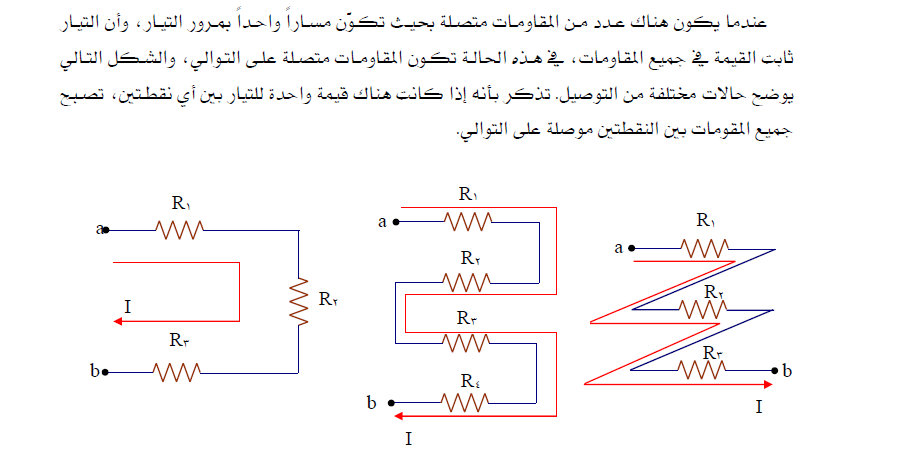 عندما يكون هناك عدد من المقاومات متصلة بحيث تكوّن مساراً واحداً بمرور التيار، وأن التيار
ثابت القيمة في جميع المقاومات، في هذه الحالة تكون المقاومات متصلة على التوالي، والشكل التالي
يوضح حالات مختلفة من التوصيل. تذكر بأنه إذا كانت هناك قيمة واحدة للتيار بين أي نقطتين، تصبح
جميع المقومات بين النقطتين موصلة على التوالي.
R١
a
R٢
I
R٣
b
R١
a
R٢
R٣
R٤
b
I
R١
a
R٢
R٣
b
I